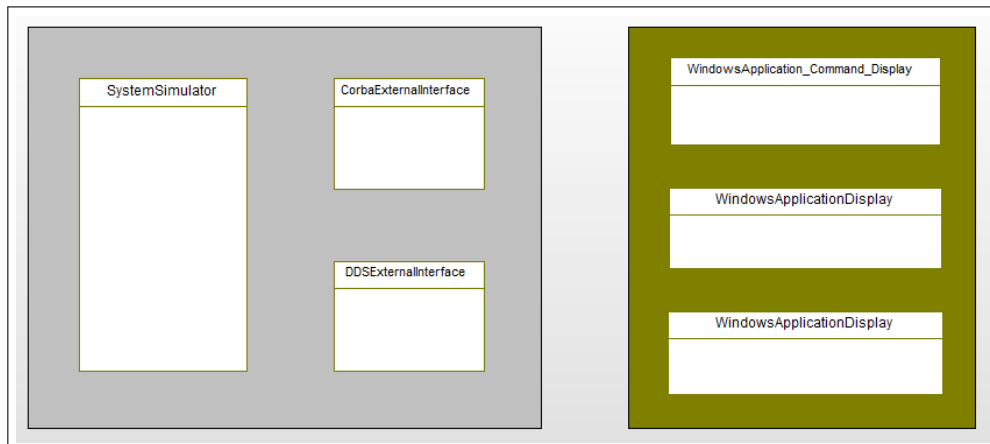 SystemSimulator
CorbaExternalInterface
DDSExternalInterface
WindowsApplication_Command_Display
WindowsApplicationDisplay
WindowsApplicationDisplay